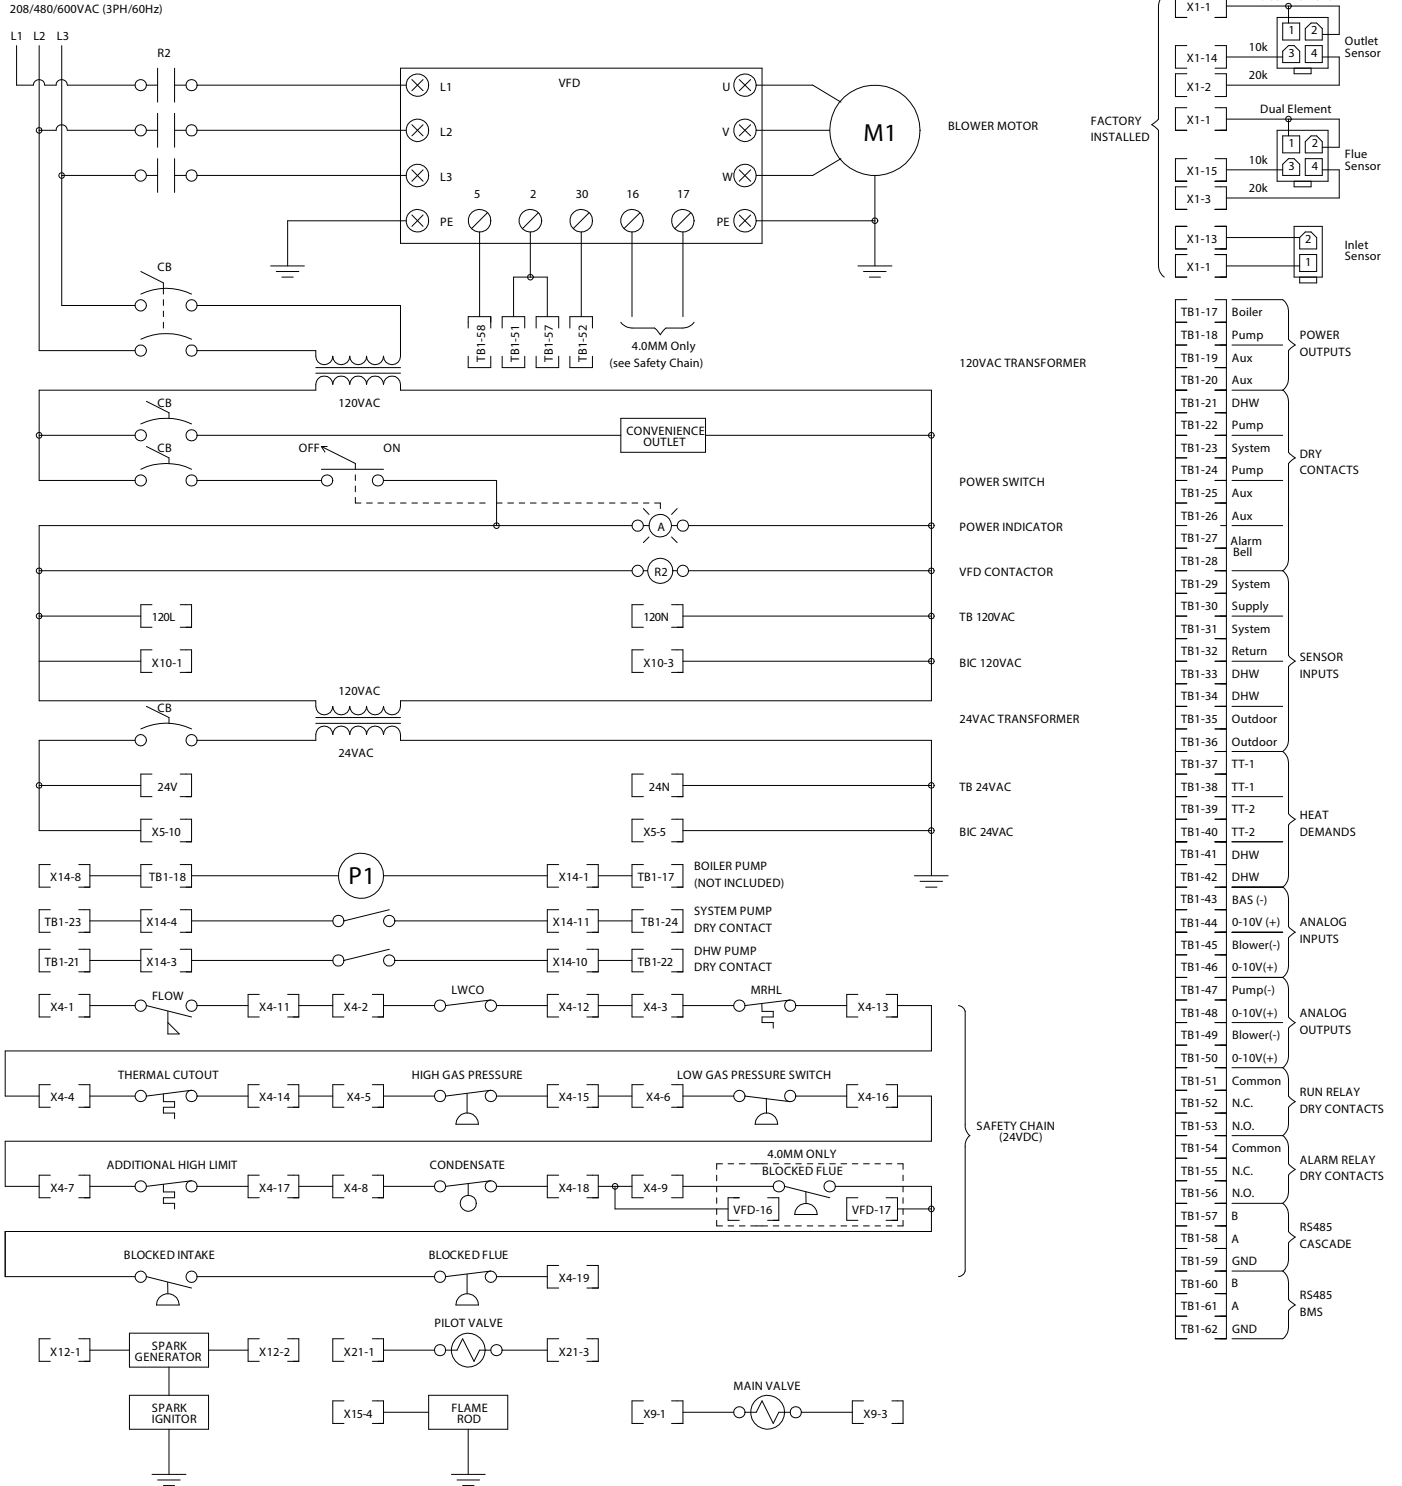 208/480/600VAC (3PH/60Hz)
L1 L2 L3
R2
VFD
L1
L2
L3
PE
U
V
W
PE
5 2 30 16 17
M1
BLOWER MOTOR
CB
TB1-58
TB1-51
TB1-57
TB1-52
4.0MM Only
(see Safety Chain)
120VAC TRANSFORMER
120VAC
CB
CONVENIENCE
OUTLET
CB
OFF ON
POWER SWITCH
A
POWER INDICATOR
R2
VFD CONTACTOR
120L 120N TB 120VAC
X10-1 X10-3 BIC 120VAC
120VAC
CB
24VAC TRANSFORMER
24VAC
24V 24N TB 24VAC
X5-10 X5-5 BIC 24VAC
X14-8 TB1-18 P1 X14-1 TB1-17
BOILER PUMP
(NOT INCLUDED)
TB1-23 X14-4 X14-11 TB1-24
SYSTEM PUMP
DRY CONTACT
TB1-21 X14-3 X14-10 TB1-22
DHW PUMP
DRY CONTACT
FLOW LWCO MRHL
X4-1 X4-11 X4-2 X4-12 X4-3 X4-13
THERMAL CUTOUT HIGH GAS PRESSURE LOW GAS PRESSURE SWITCH
X4-4 X4-14 X4-5 X4-15 X4-6 X4-16
SAFETY CHAIN
(24VDC)
4.0MM ONLY
ADDITIONAL HIGH LIMIT CONDENSATE BLOCKED FLUE
X4-7 X4-17 X4-8 X4-18 X4-9
VFD-16 VFD-17
BLOCKED INTAKE BLOCKED FLUE
X4-19
PILOT VALVE
X12-1 SPARK
GENERATOR X12-2 X21-1 X21-3
MAIN VALVE
SPARK
IGNITOR
X15-4 FLAME
ROD
X9-1 X9-3
FACTORY
INSTALLED
X1-1
1 2
X1-14 10k 3 4
X1-2 20k
Outlet
Sensor
Dual Element
X1-1
1 2
X1-15 10k 3 4
X1-3 20k
Flue
Sensor
X1-13 2
X1-1 1
Inlet
Sensor
TB1-17 Boiler
TB1-18 Pump
TB1-19 Aux
TB1-20 Aux
POWER
OUTPUTS
TB1-21 DHW
TB1-22 Pump
TB1-23 System
TB1-24 Pump
TB1-25 Aux
TB1-26 Aux
TB1-27 Alarm
Bell
TB1-28
DRY
CONTACTS
TB1-29 System
TB1-30 Supply
TB1-31 System
TB1-32 Return
TB1-33 DHW
TB1-34 DHW
TB1-35 Outdoor
TB1-36 Outdoor
SENSOR
INPUTS
TB1-37 TT-1
TB1-38 TT-1
TB1-39 TT-2
TB1-40 TT-2
TB1-41 DHW
TB1-42 DHW
HEAT
DEMANDS
TB1-43 BAS (-)
TB1-44 0-10V (+)
TB1-45 Blower(-)
TB1-46 0-10V(+)
ANALOG
INPUTS
TB1-47 Pump(-)
TB1-48 0-10V(+)
TB1-49 Blower(-)
TB1-50 0-10V(+)
ANALOG
OUTPUTS
TB1-51 Common
TB1-52 N.C.
TB1-53 N.O.
RUN RELAY
DRY CONTACTS
TB1-54 Common
TB1-55 N.C.
TB1-56 N.O.
ALARM RELAY
DRY CONTACTS
TB1-57 B
TB1-58 A
TB1-59 GND
RS485
CASCADE
TB1-60 B
TB1-61 A
TB1-62 GND
RS485
BMS